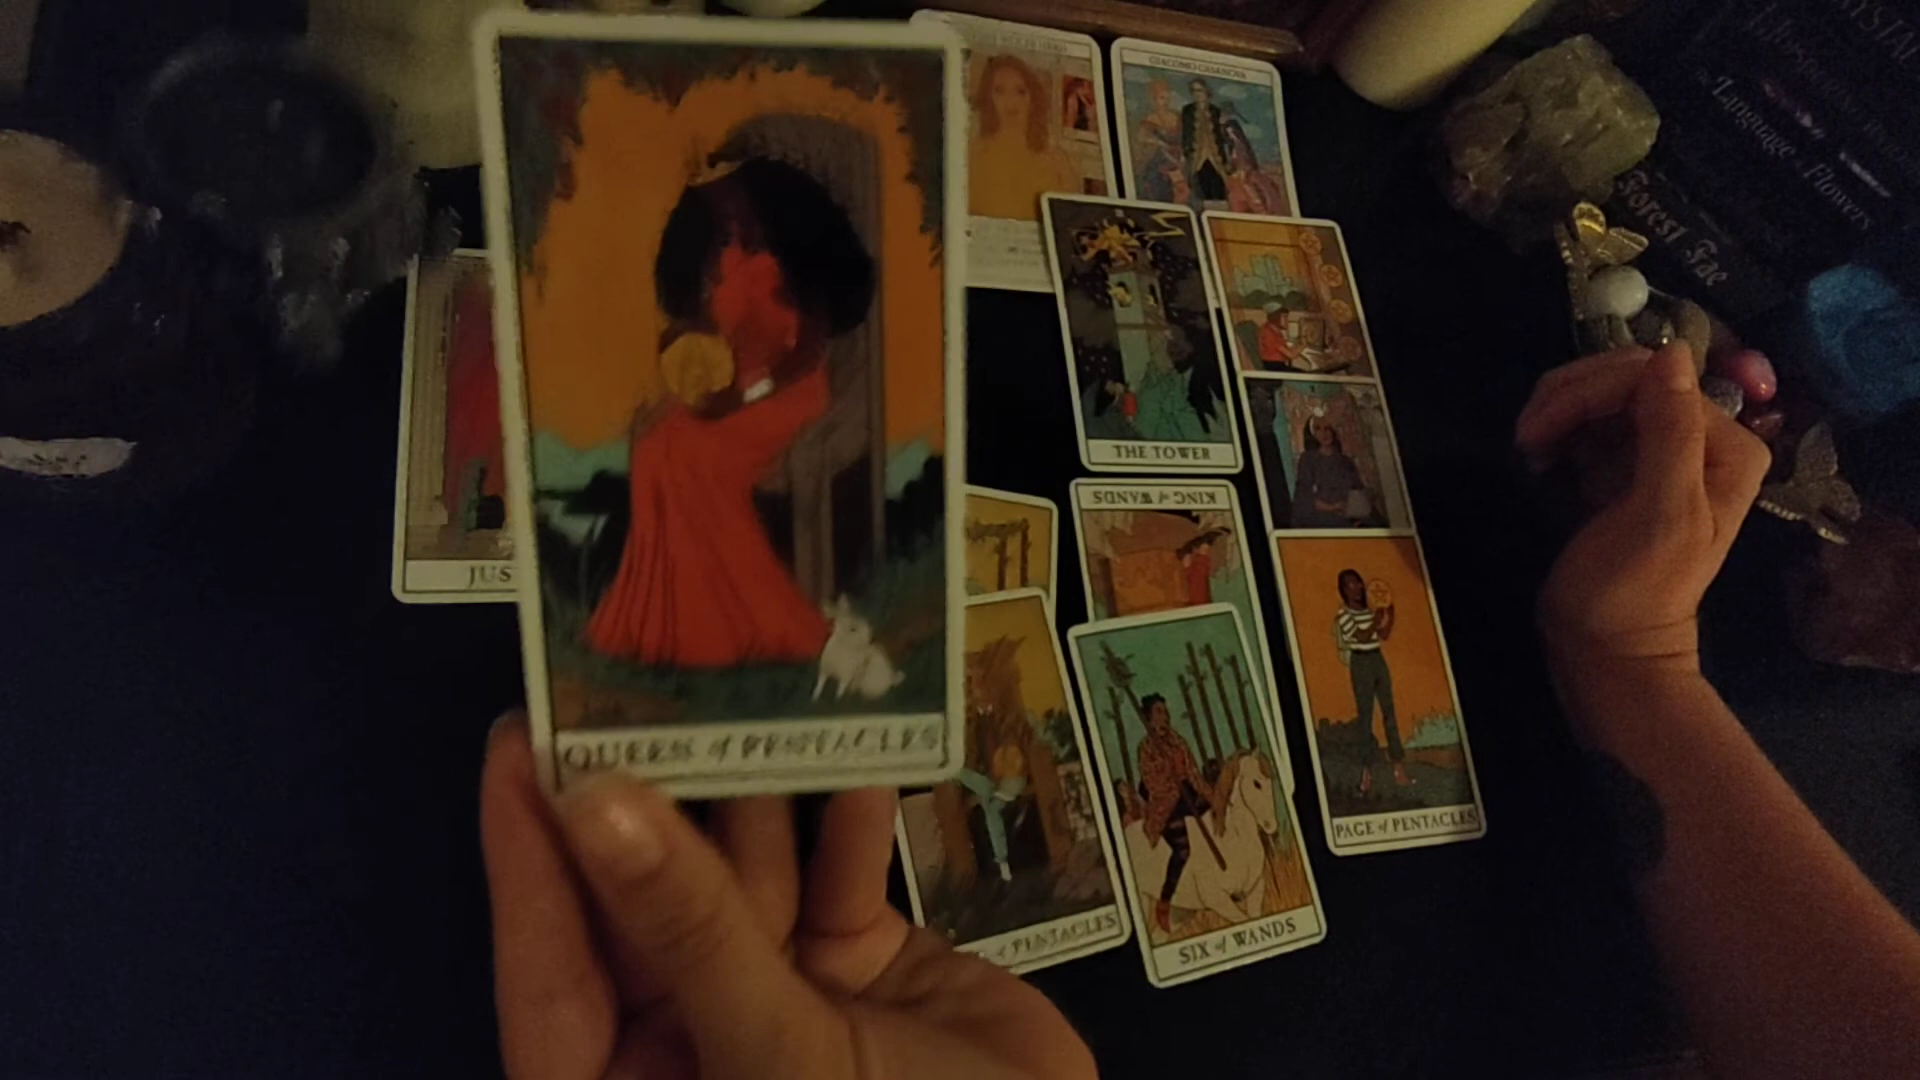 QUEEN of PENTACLES
GIACOMO CASANOVA
THE TOWER
KING of WANDS
JUS
of PENTACLES
SIX of WANDS
PAGE of PENTACLES
Language of Flowers
Forest Fae